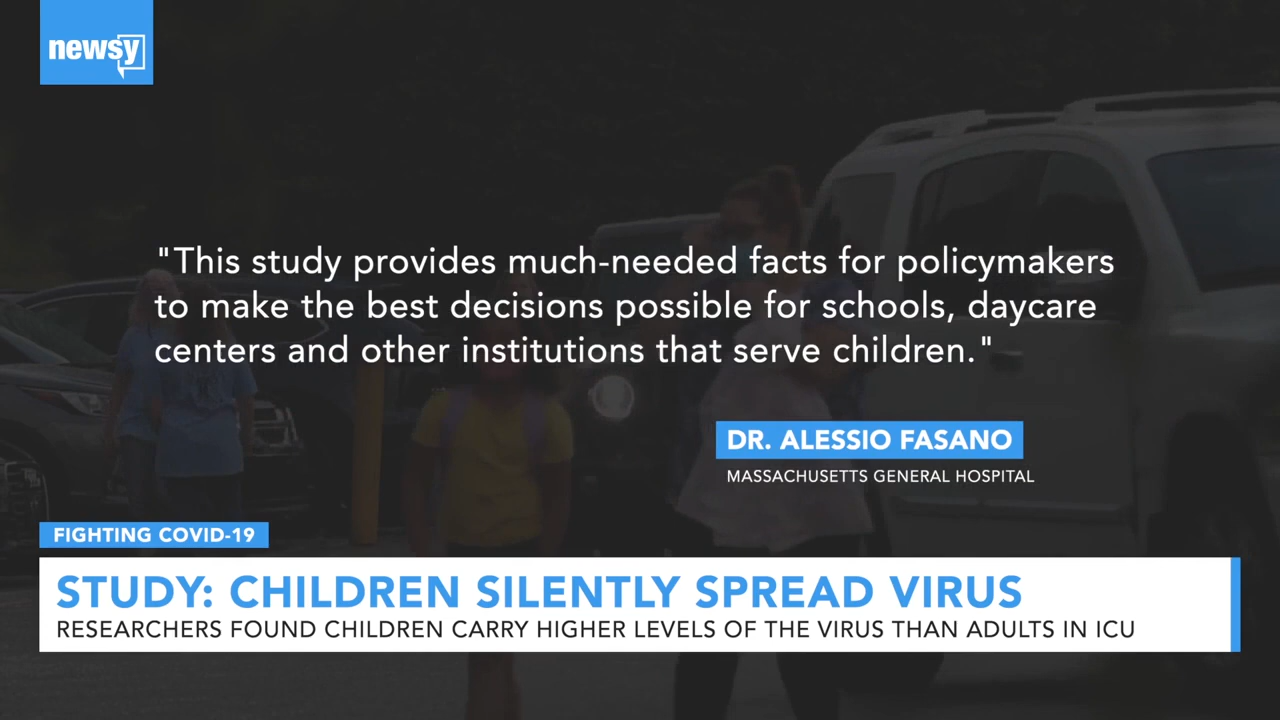 newsy
"This study provides much-needed facts for policymakers
to make the best decisions possible for schools, daycare
centers and other institutions that serve children."
DR. ALESSIO FASANO
MASSACHUSETTS GENERAL HOSPITAL
FIGHTING COVID-19
STUDY: CHILDREN SILENTLY SPREAD VIRUS
RESEARCHERS FOUND CHILDREN CARRY HIGHER LEVELS OF THE VIRUS THAN ADULTS IN ICU